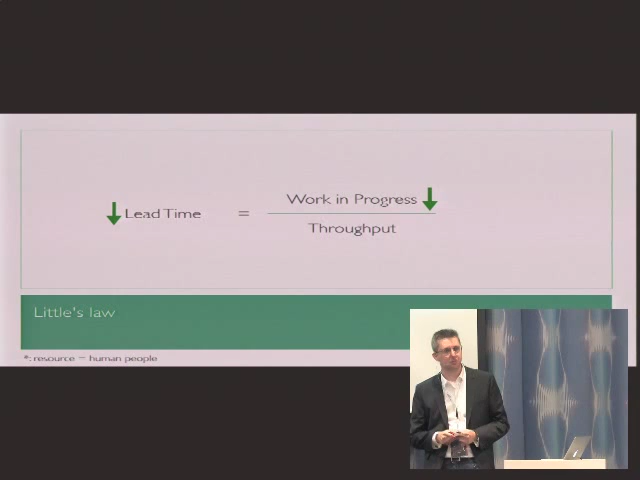 Lead Time = Work in Progress
Throughput
Little's law
*: resource = human people